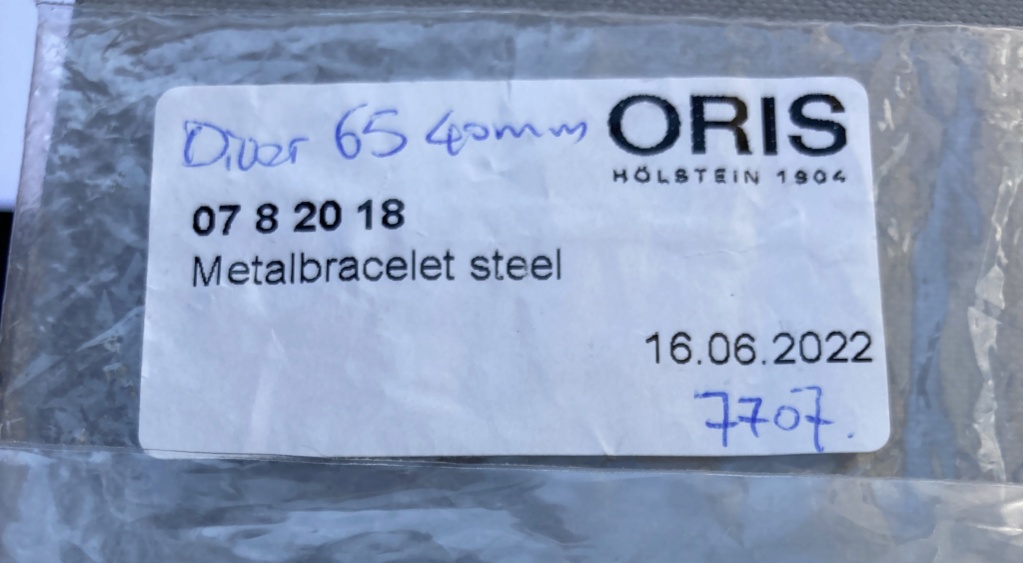 Diver 65 40mm
ORIS
HÖLSTEIN 1904
07 8 20 18
Metalbracelet steel
16.06.2022
7707.